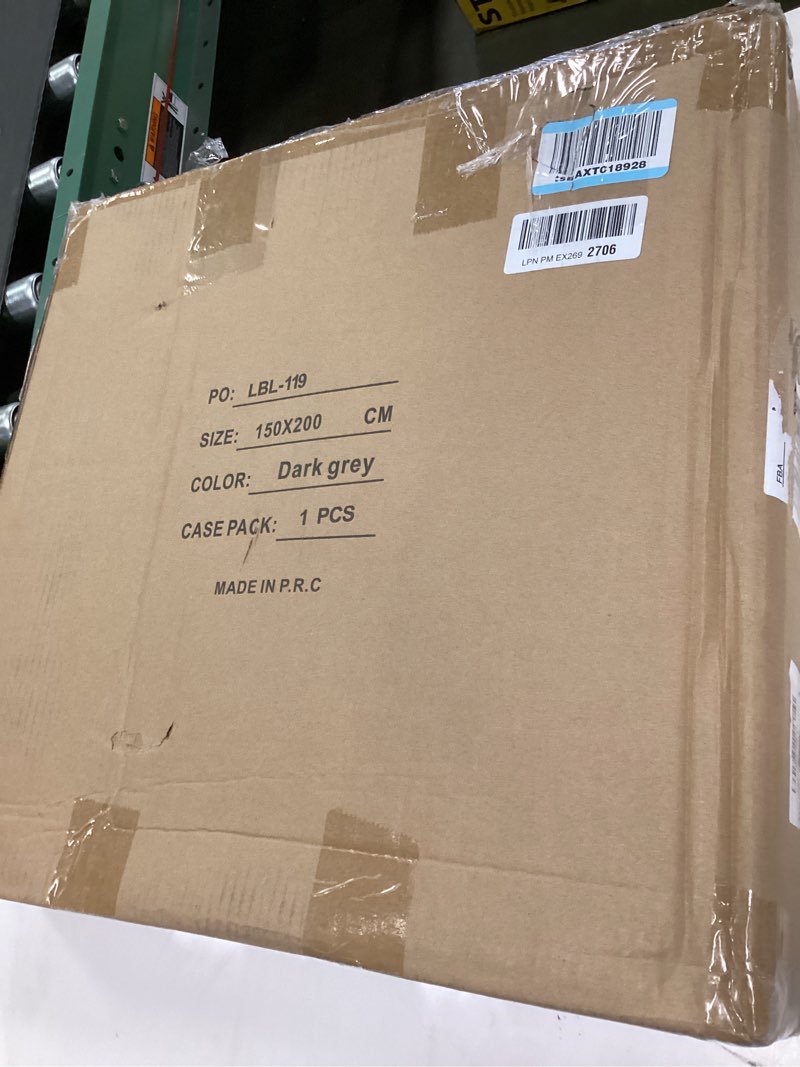 AXTC18928
LPN PM EX269 2706
PO: LBL-119
SIZE: 150X200 CM
COLOR: Dark grey
CASE PACK: 1 PCS
MADE IN P.R.C
FBA